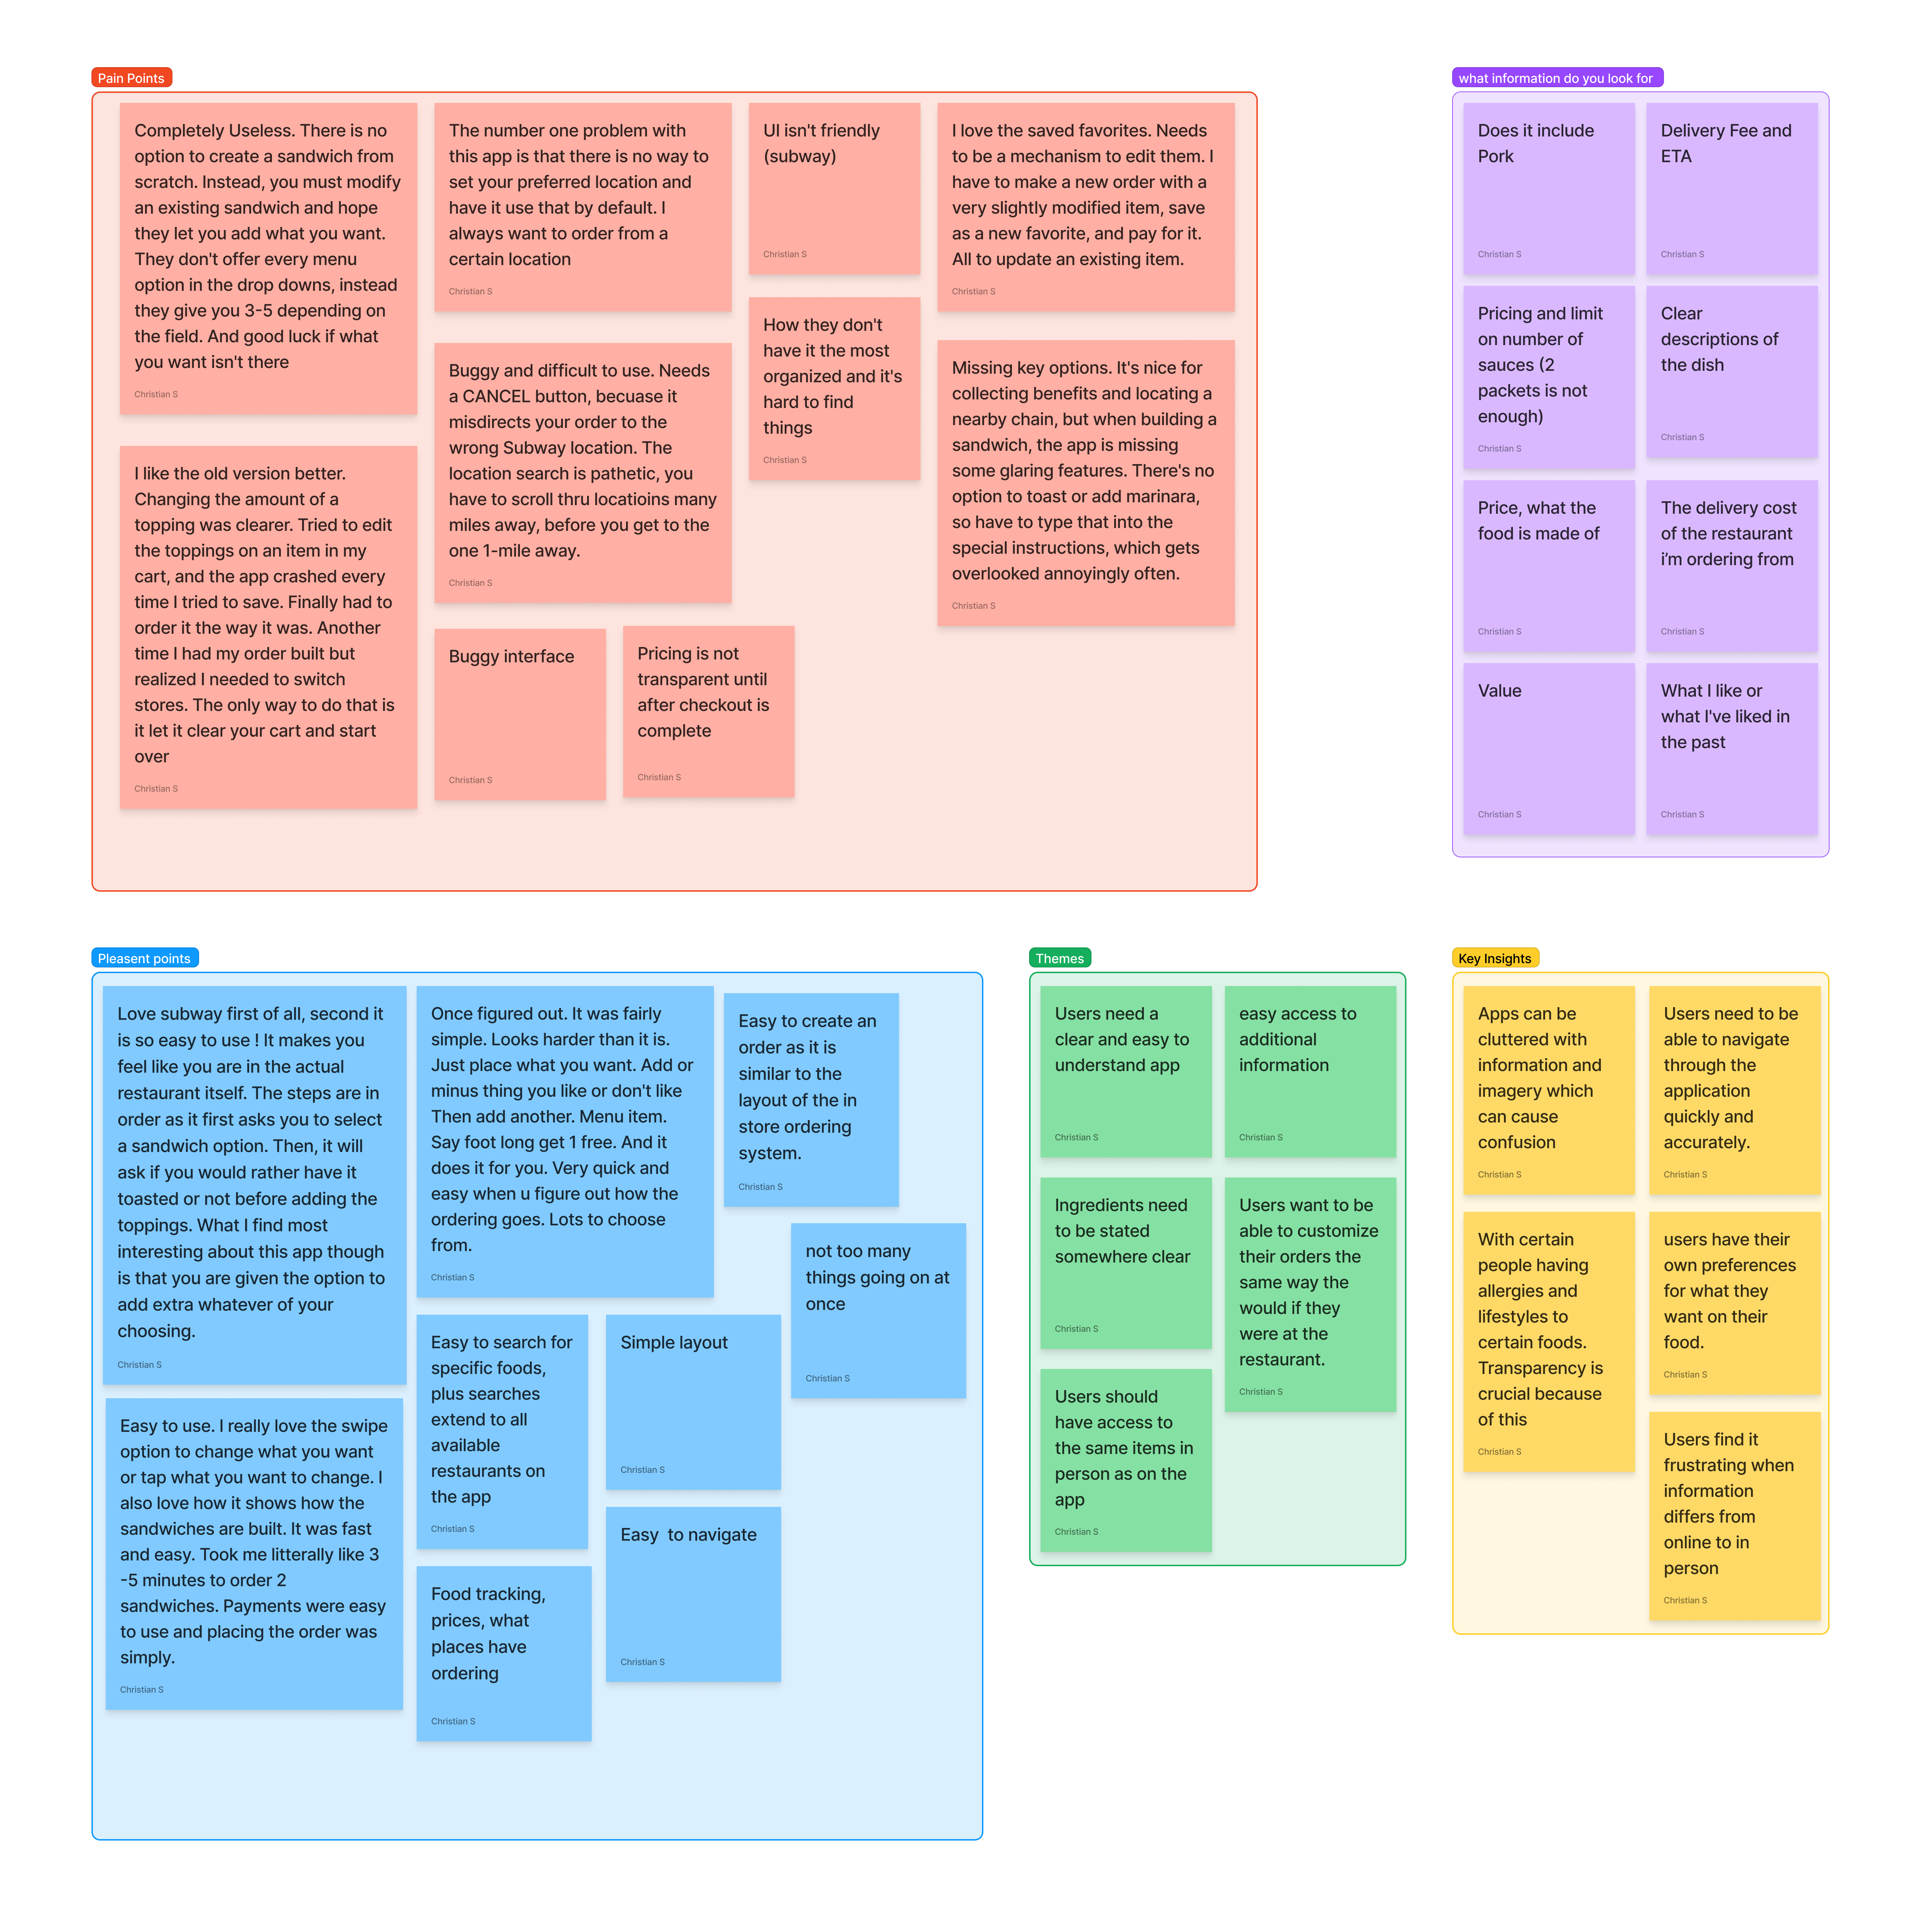 Pain Points
Completely Useless. There is no
option to create a sandwich from
scratch. Instead, you must modify
an existing sandwich and hope
they let you add what you want.
They don't offer every menu
option in the drop downs, instead
they give you 3-5 depending on
the field. And good luck if what
you want isn't there
Christian S
I like the old version better.
Changing the amount of a
topping was clearer. Tried to edit
the toppings on an item in my
cart, and the app crashed every
time I tried to save. Finally had to
order it the way it was. Another
time I had my order built but
realized I needed to switch
stores. The only way to do that is
it let it clear your cart and start
over
Christian S
The number one problem with
this app is that there is no way to
set your preferred location and
have it use that by default. I
always want to order from a
certain location
Christian S
Buggy and difficult to use. Needs
a CANCEL button, becuase it
misdirects your order to the
wrong Subway location. The
location search is pathetic, you
have to scroll thru locatioins many
miles away, before you get to the
one 1-mile away.
Christian S
Buggy interface
Christian S
Pricing is not
transparent until
after checkout is
complete
Christian S
UI isn't friendly
(subway)
Christian S
How they don't
have it the most
organized and it's
hard to find
things
Christian S
I love the saved favorites. Needs
to be a mechanism to edit them. I
have to make a new order with a
very slightly modified item, save
as a new favorite, and pay for it.
All to update an existing item.
Christian S
Missing key options. It's nice for
collecting benefits and locating a
nearby chain, but when building a
sandwich, the app is missing
some glaring features. There's no
option to toast or add marinara,
so have to type that into the
special instructions, which gets
overlooked annoyingly often.
Christian S
what information do you look for
Does it include
Pork
Christian S
Delivery Fee and
ETA
Christian S
Pricing and limit
on number of
sauces (2
packets is not
enough)
Christian S
Clear
descriptions of
the dish
Christian S
Price, what the
food is made of
Christian S
The delivery cost
of the restaurant
i'm ordering from
Christian S
Value
Christian S
What I like or
what I've liked in
the past
Christian S
Pleasent points
Love subway first of all, second it
is so easy to use ! It makes you
feel like you are in the actual
restaurant itself. The steps are in
order as it first asks you to select
a sandwich option. Then, it will
ask if you would rather have it
toasted or not before adding the
toppings. What I find most
interesting about this app though
is that you are given the option to
add extra whatever of your
choosing.
Christian S
Easy to use. I really love the swipe
option to change what you want
or tap what you want to change. I
also love how it shows how the
sandwiches are built. It was fast
and easy. Took me litterally like 3
-5 minutes to order 2
sandwiches. Payments were easy
to use and placing the order was
simply.
Christian S
Once figured out. It was fairly
simple. Looks harder than it is.
Just place what you want. Add or
minus thing you like or don't like
Then add another. Menu item.
Say foot long get 1 free. And it
does it for you. Very quick and
easy when u figure out how the
ordering goes. Lots to choose
from.
Christian S
Easy to search for
specific foods,
plus searches
extend to all
available
restaurants on
the app
Christian S
Food tracking,
prices, what
places have
ordering
Christian S
Easy to create an
order as it is
similar to the
layout of the in
store ordering
system.
Christian S
not too many
things going on at
once
Christian S
Simple layout
Christian S
Easy  to navigate
Christian S
Themes
Users need a
clear and easy to
understand app
Christian S
easy access to
additional
information
Christian S
Ingredients need
to be stated
somewhere clear
Christian S
Users want to be
able to customize
their orders the
same way the
would if they
were at the
restaurant.
Christian S
Users should
have access to
the same items in
person as on the
app
Christian S
Key Insights
Apps can be
cluttered with
information and
imagery which
can cause
confusion
Christian S
Users need to be
able to navigate
through the
application
quickly and
accurately.
Christian S
With certain
people having
allergies and
lifestyles to
certain foods.
Transparency is
crucial because
of this
Christian S
users have their
own preferences
for what they
want on their
food.
Christian S
Users find it
frustrating when
information
differs from
online to in
person
Christian S